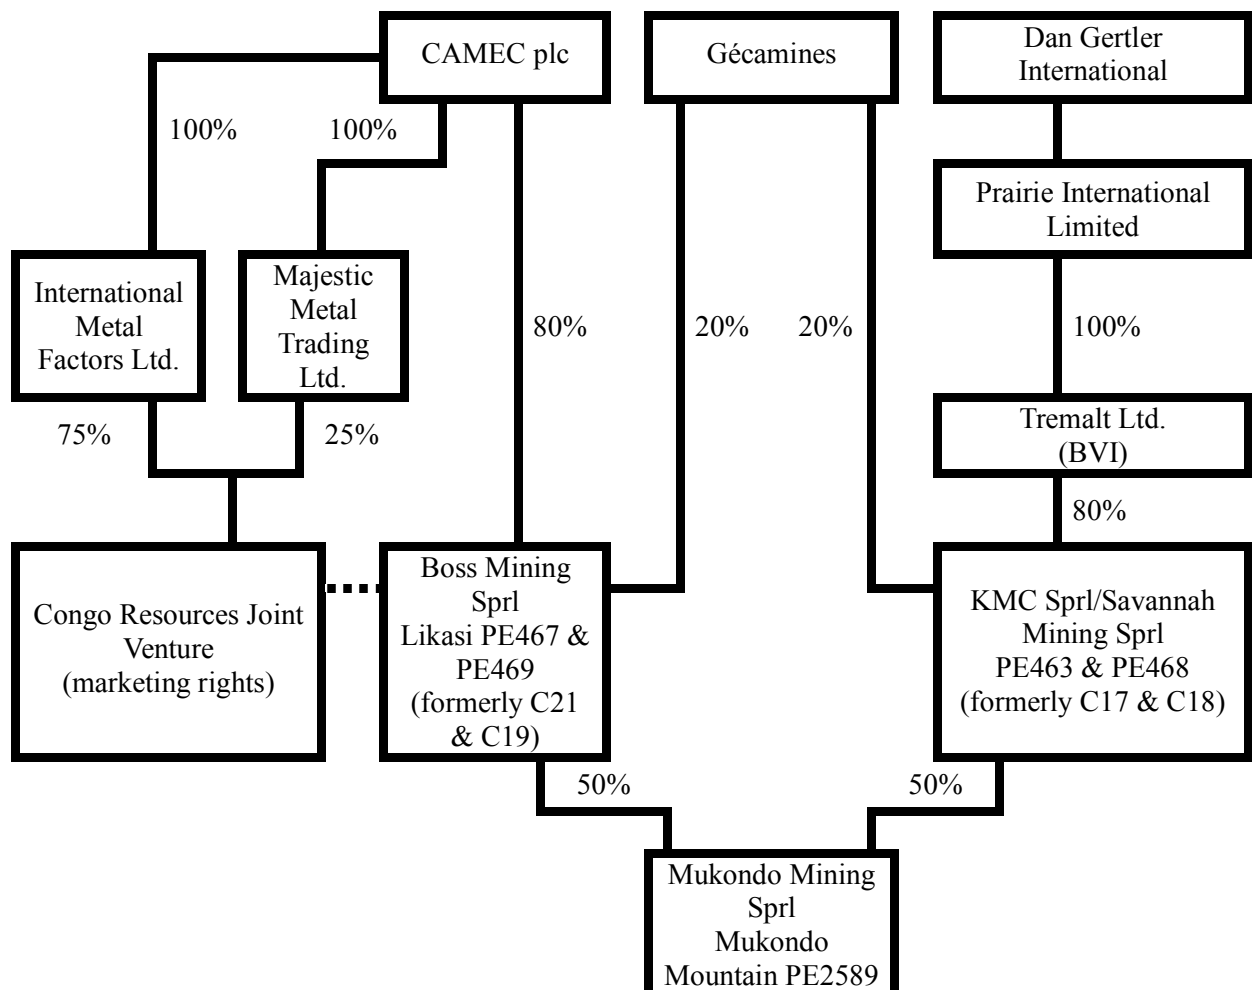 CAMEC plc
Gécamines
Dan Gertler
International
100%
100%
Prairie International
Limited
International
Metal
Factors Ltd.
Majestic
Metal
Trading
Ltd.
80%
20%
20%
100%
75%
25%
Tremalt Ltd.
(BVI)
80%
Congo Resources Joint
Venture
(marketing rights)
Boss Mining
Sprl
Likasi PE467 &
PE469
(formerly C21
& C19)
KMC Sprl/Savannah
Mining Sprl
PE463 & PE468
(formerly C17 & C18)
50%
50%
Mukondo Mining
Sprl
Mukondo
Mountain PE2589